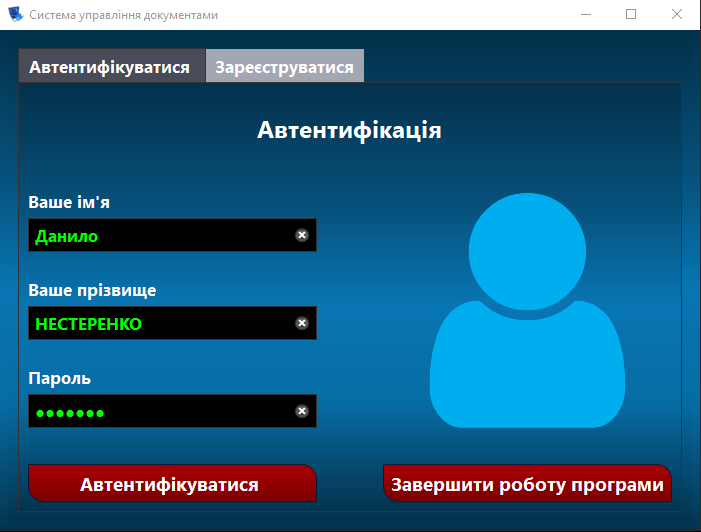 Система управління документами
Автентифікуватися Зареєструватися
Автентифікація
Ваше ім'я
Данило
Ваше прізвище
НЕСТЕРЕНКО
Пароль
●●●●●●●
Автентифікуватися Завершити роботу програми